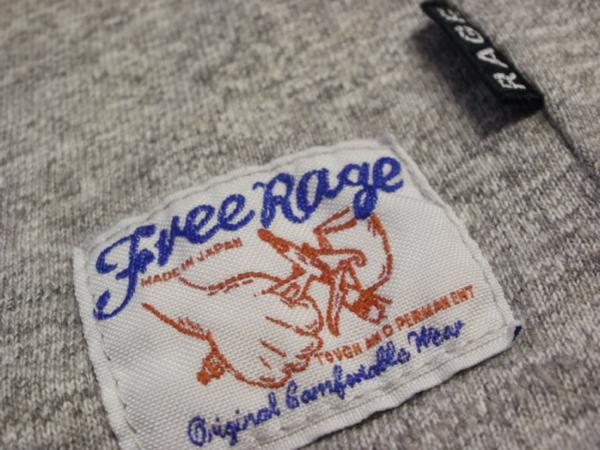 RAGE
Free Rage
MADE IN JAPAN
TOUGH AND PERMANENT
Original Comfortable Wear